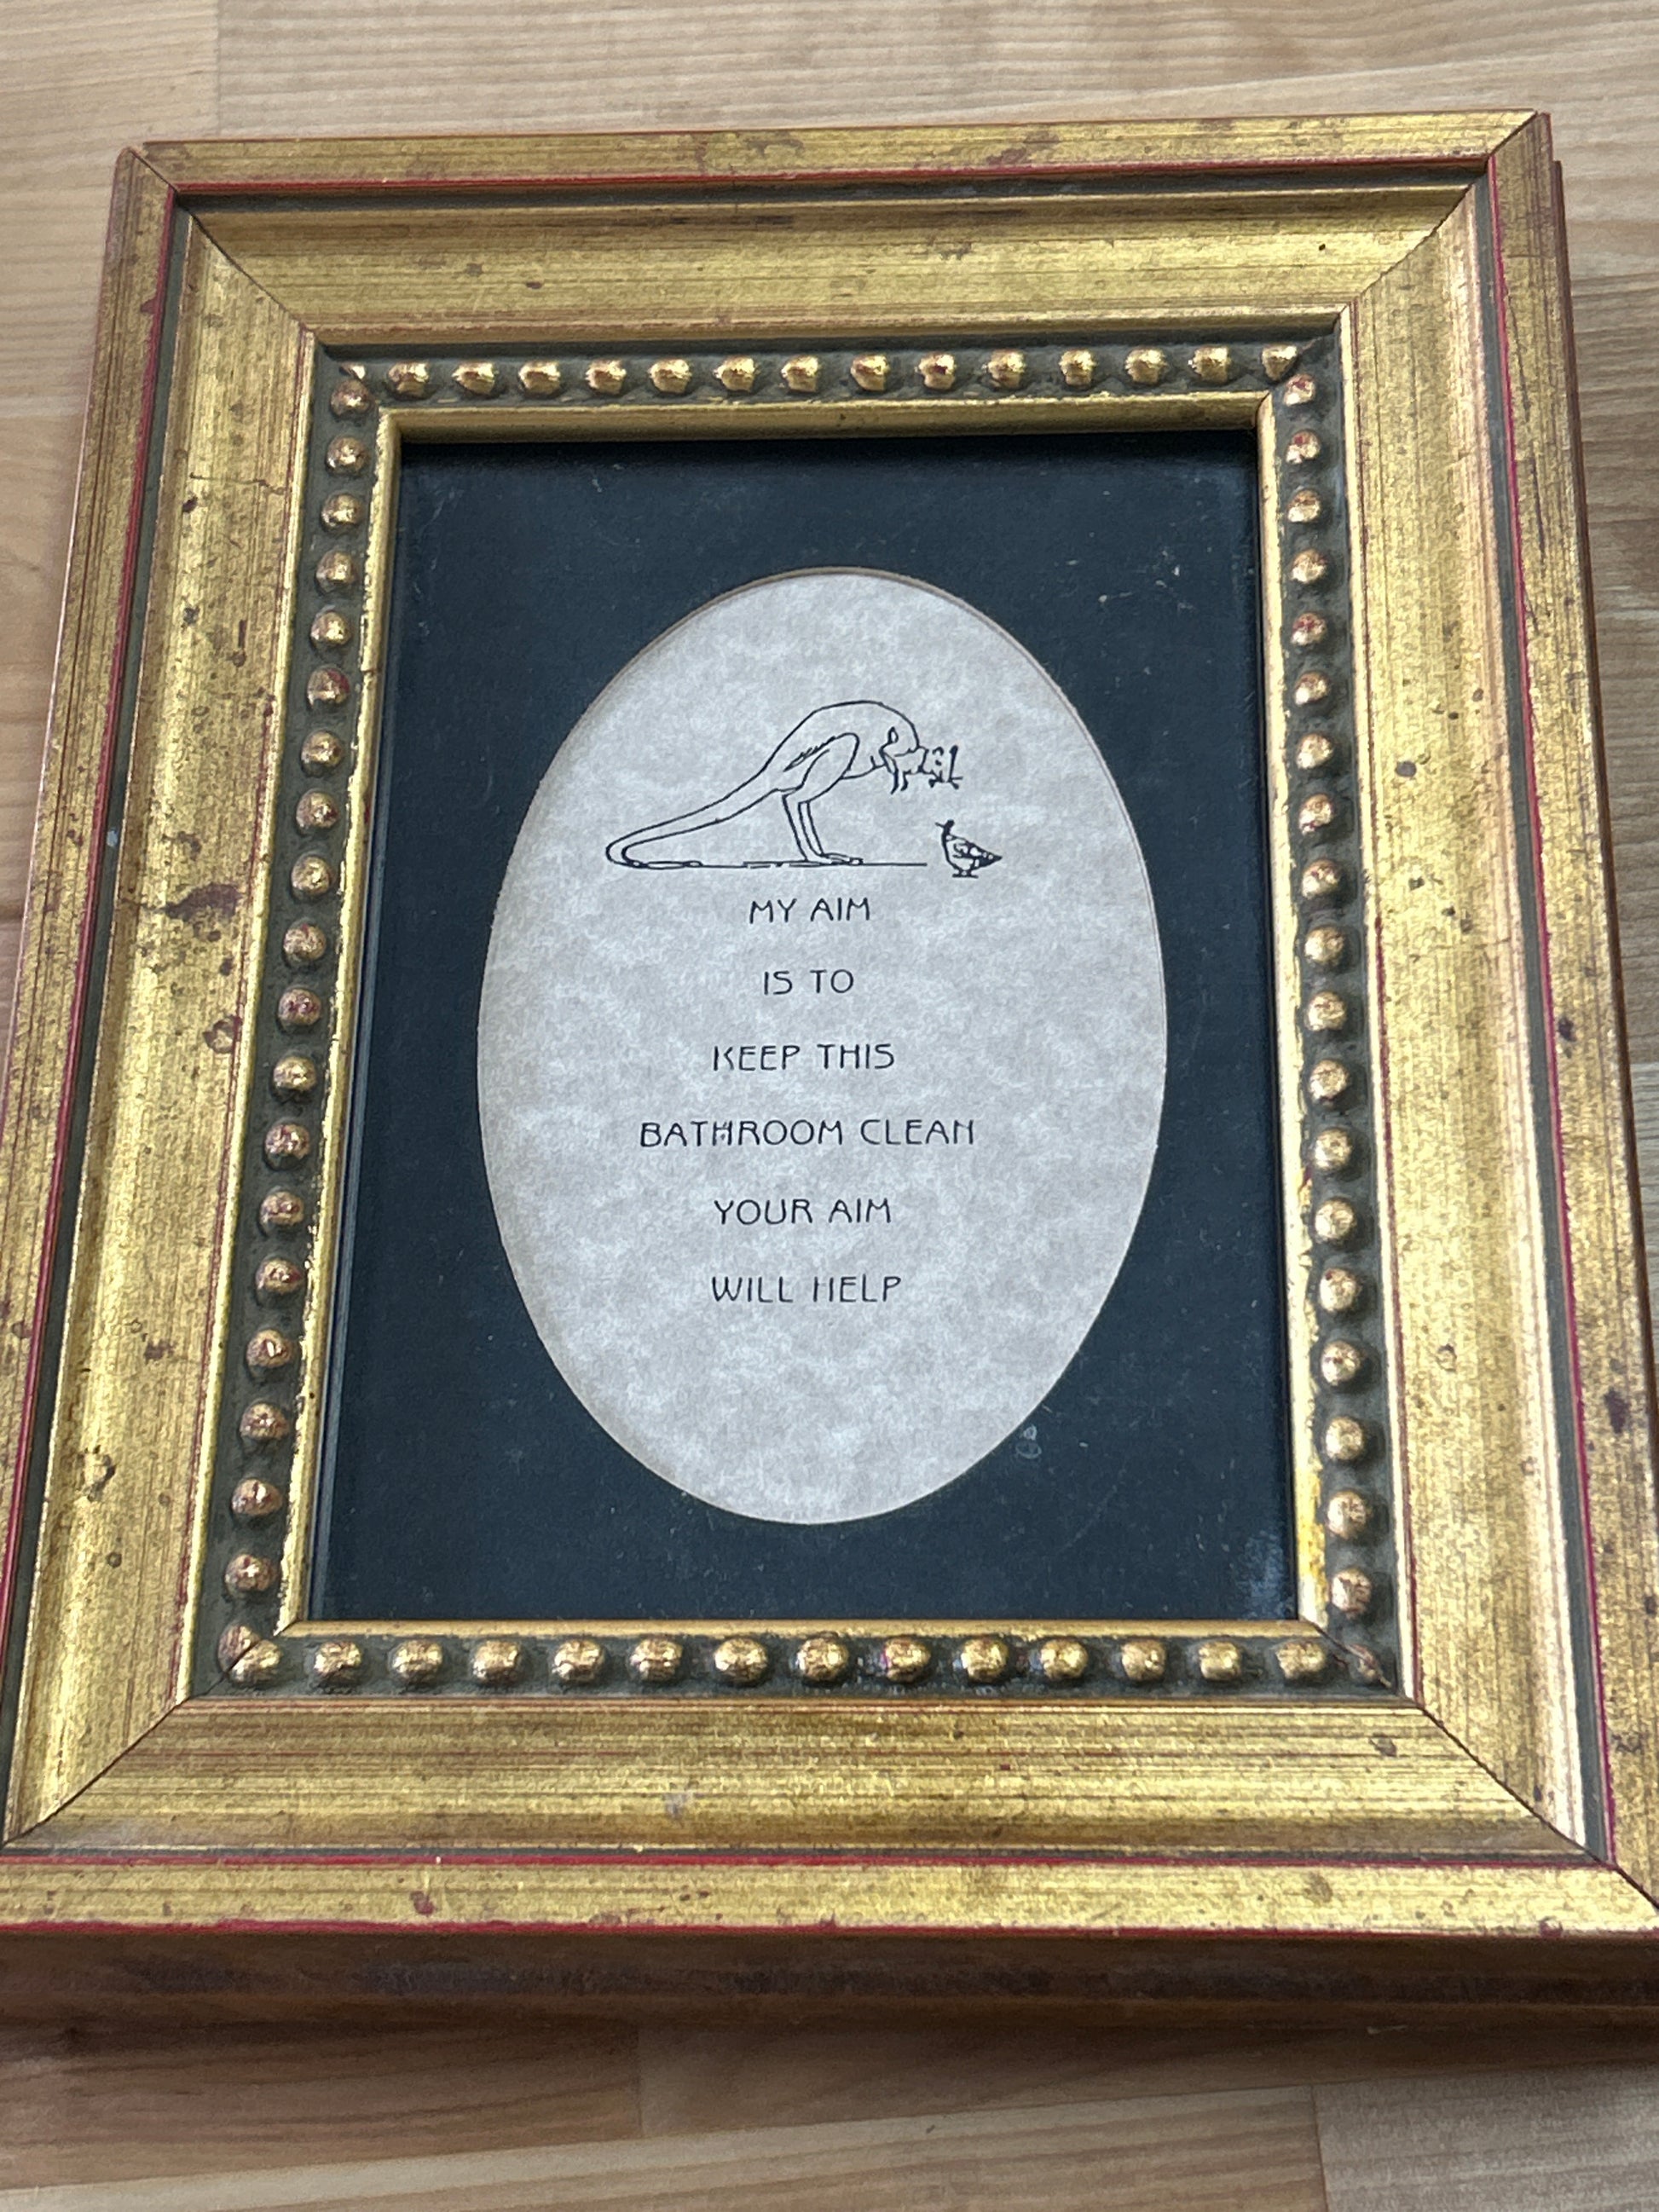 MY AIM
IS TO
KEEP THIS
BATHROOM CLEAN
YOUR AIM
WILL HELP